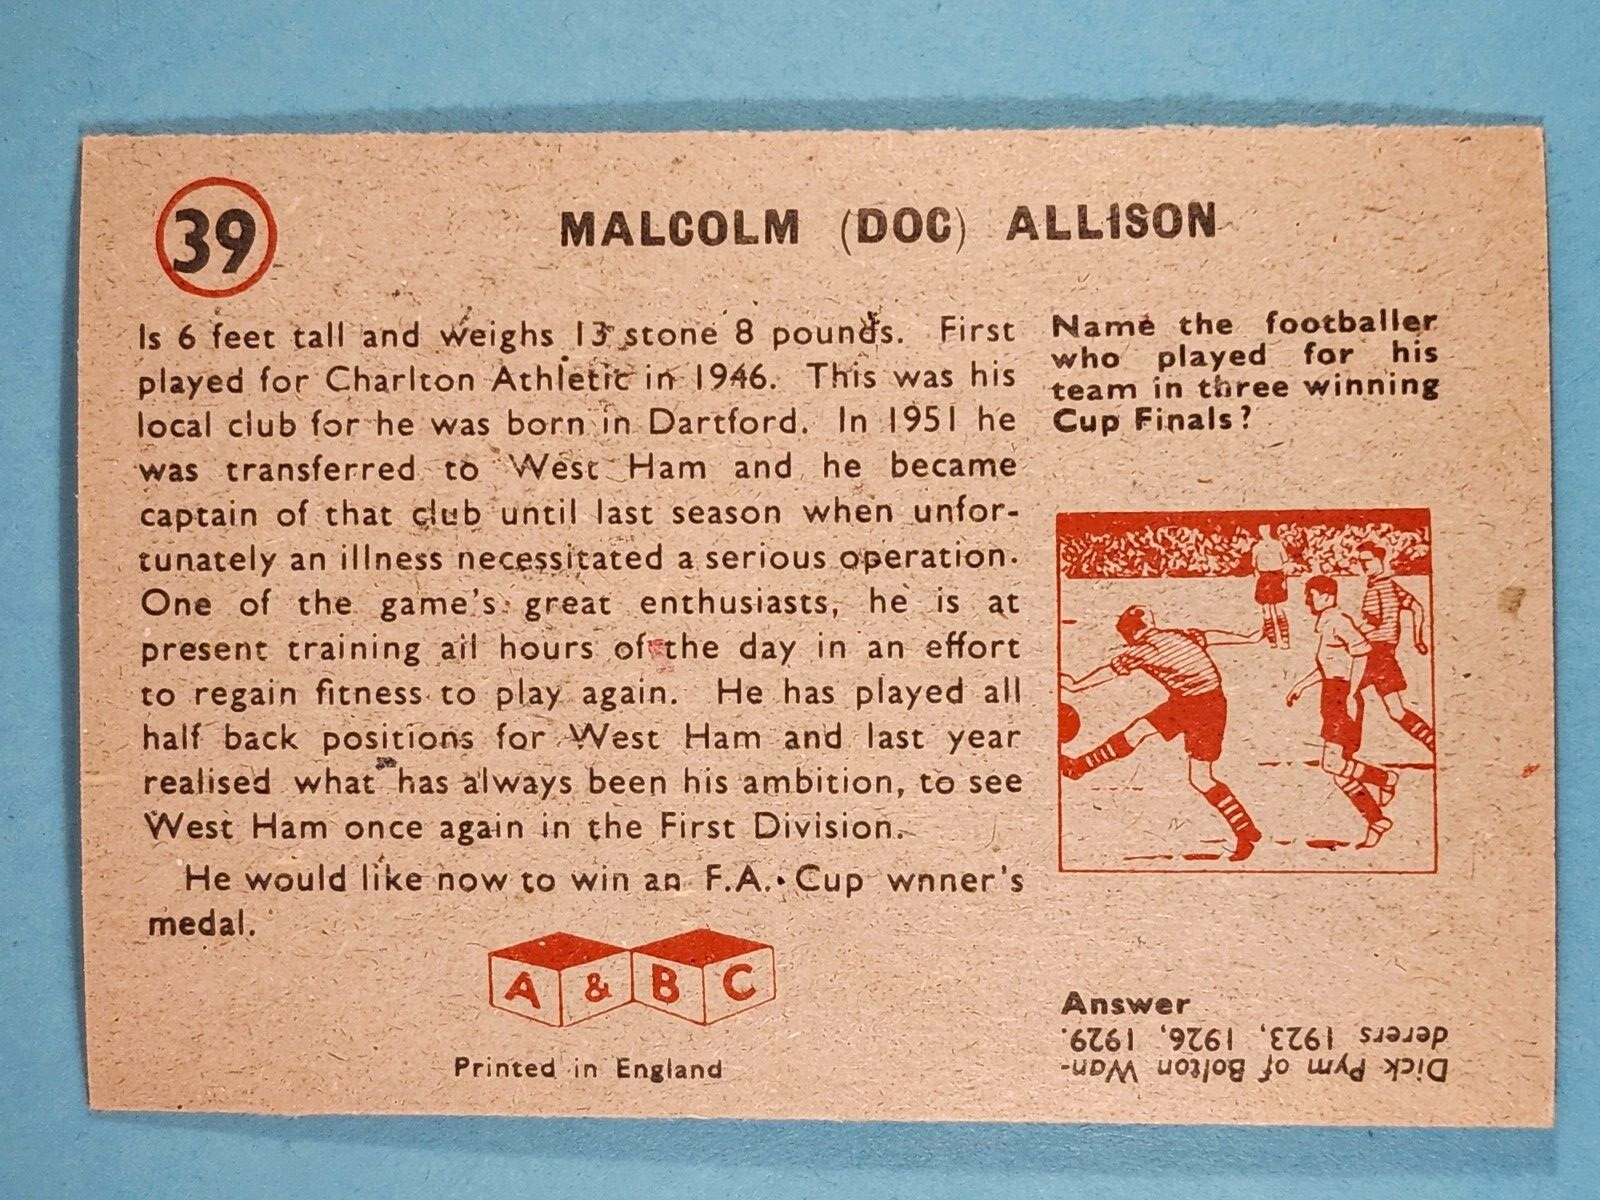 39
MALCOLM (DOC) ALLISON
Is 6 feet tall and weighs 13 stone 8 pounds. First
played for Charlton Athletic in 1946. This was his
local club for he was born in Dartford. In 1951 he
was transferred to West Ham and he became
captain of that club until last season when unfor-
tunately an illness necessitated a serious operation.
One of the game's great enthusiasts, he is at
present training all hours of the day in an effort
to regain fitness to play again. He has played all
half back positions for West Ham and last year
realised what has always been his ambition, to see
West Ham once again in the First Division.
He would like now to win an F.A. Cup wnner's
medal.
A & B C
Printed in England
Name the footballer
who played for his
team in three winning
Cup Finals?
Answer
Dick Pym of Bolton Wan-
derers 1923, 1926, 1929.